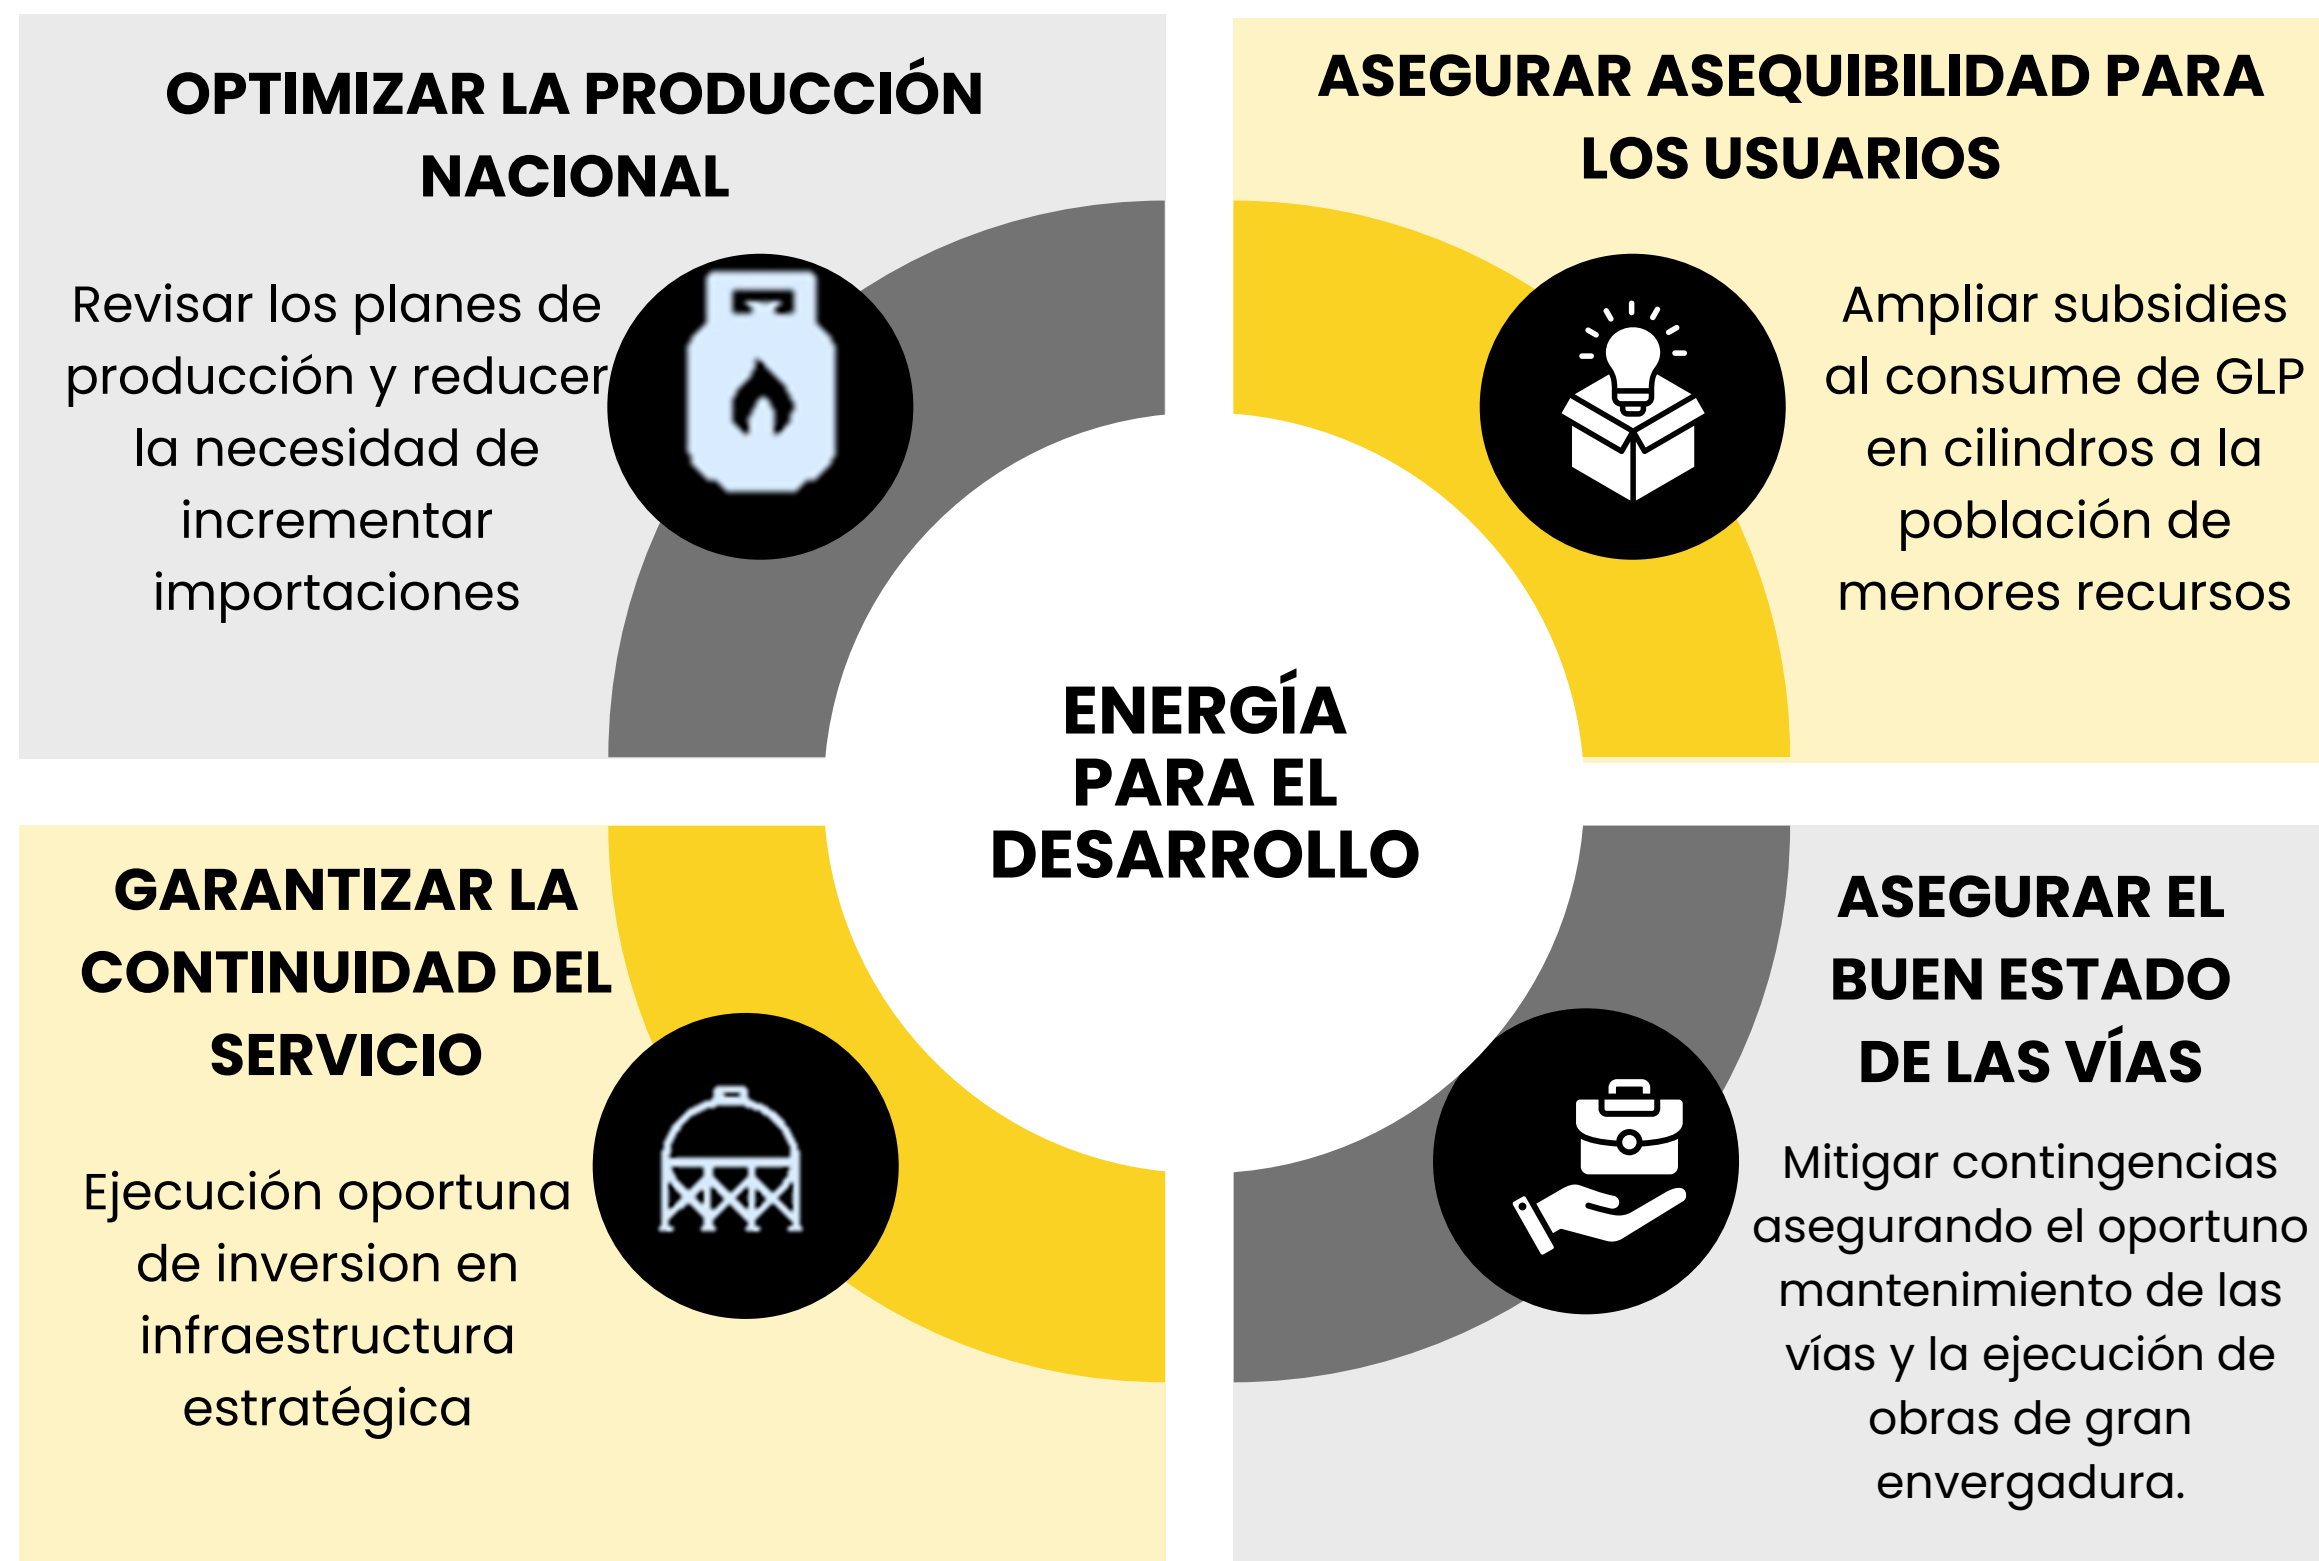 OPTIMIZAR LA PRODUCCIÓN
NACIONAL
Revisar los planes de
producción y reducer
la necesidad de
incrementar
importaciones
ASEGURAR ASEQUIBILIDAD PARA
LOS USUARIOS
Ampliar subsidies
al consume de GLP
en cilindros a la
población de
menores recursos
ENERGÍA
PARA EL
DESARROLLO
GARANTIZAR LA
CONTINUIDAD DEL
SERVICIO
Ejecución oportuna
de inversion en
infraestructura
estratégica
ASEGURAR EL
BUEN ESTADO
DE LAS VÍAS
Mitigar contingencias
asegurando el oportuno
mantenimiento de las
vías y la ejecución de
obras de gran
envergadura.